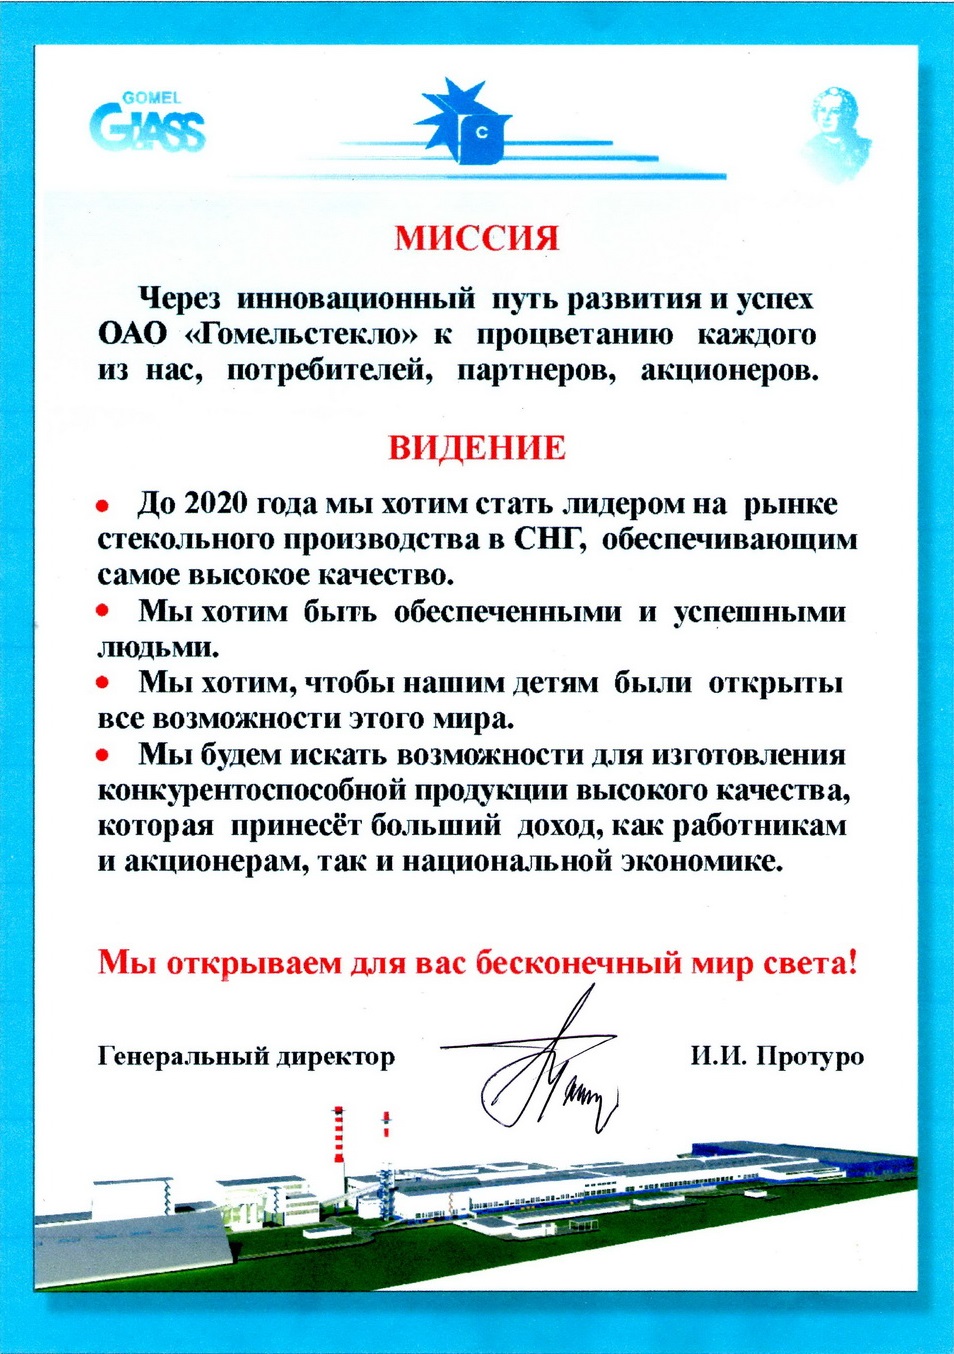 GOMEL
GLASS
С
МИССИЯ
Через инновационный путь развития и успех
ОАО «Гомельстекло» к процветанию каждого
из нас, потребителей, партнеров, акционеров.
ВИДЕНИЕ
• До 2020 года мы хотим стать лидером на рынке
стекольного производства в СНГ, обеспечивающим
самое высокое качество.
• Мы хотим быть обеспеченными и успешными
людьми.
• Мы хотим, чтобы нашим детям были открыты
все возможности этого мира.
• Мы будем искать возможности для изготовления
конкурентоспособной продукции высокого качества,
которая принесёт больший доход, как работникам
и акционерам, так и национальной экономике.
Мы открываем для вас бесконечный мир света!
Генеральный директор И.И. Протуро